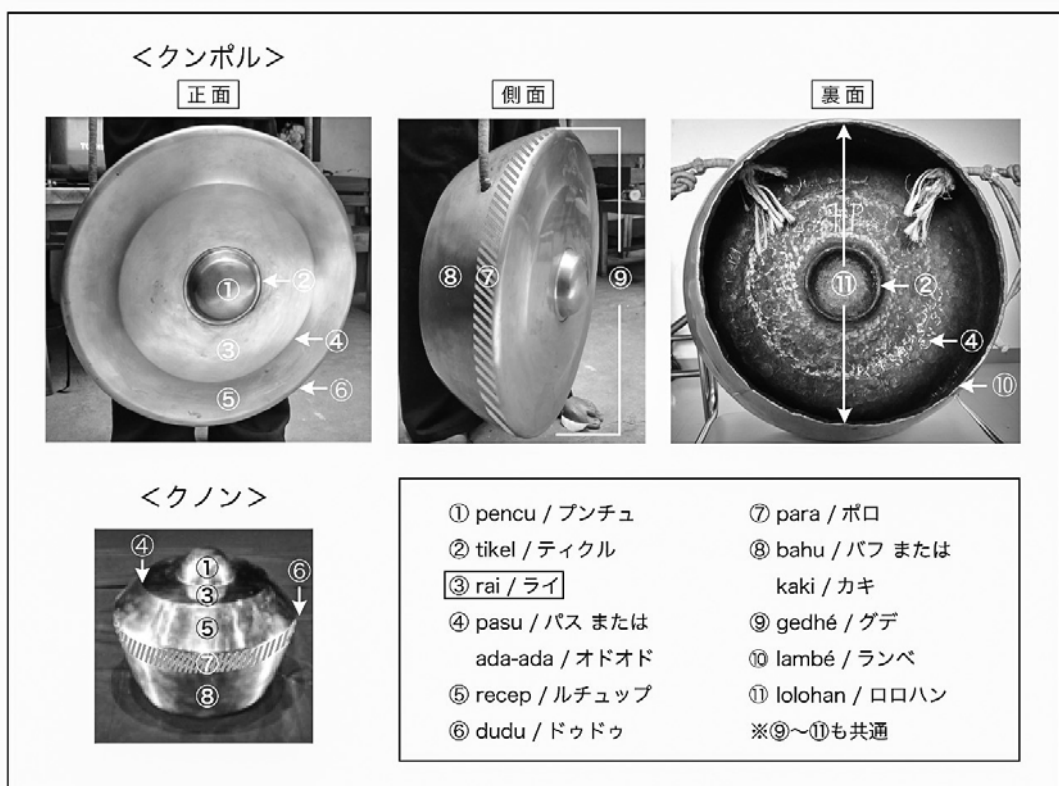 ＜クンポル＞
正面
側面
裏面
①
②
③
④
⑤
⑥
⑧
⑦
⑨
⑪
②
④
⑩
＜クノン＞
④
①
⑥
③
⑤
⑦
⑧
① pencu / プンチュ
② tikel / ティクル
③ rai / ライ
④ pasu / パス または
ada-ada / オドオド
⑤ recep / ルチュップ
⑥ dudu / ドゥドゥ
⑦ para / ポロ
⑧ bahu / バフ または
kaki / カキ
⑨ gedhé / グデ
⑩ lambé / ランベ
⑪ lolohan / ロロハン
※⑨〜⑪も共通